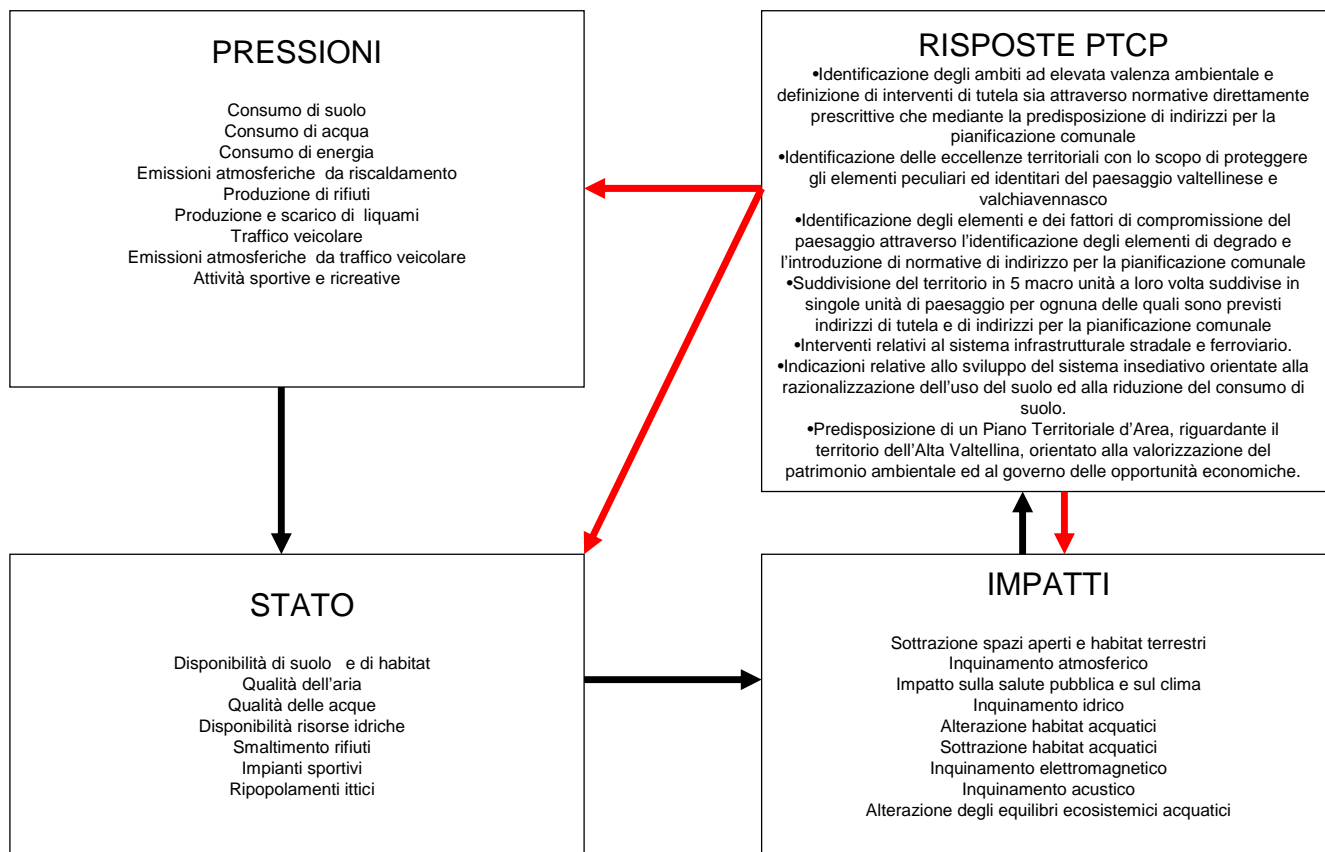 PRESSIONI
Consumo di suolo
Consumo di acqua
Consumo di energia
Emissioni atmosferiche da riscaldamento
Produzione di rifiuti
Produzione e scarico di liquami
Traffico veicolare
Emissioni atmosferiche da traffico veicolare
Attività sportive e ricreative
RISPOSTE PTCP
•Identificazione degli ambiti ad elevata valenza ambientale e
definizione di interventi di tutela sia attraverso normative direttamente
prescrittive che mediante la predisposizione di indirizzi per la
pianificazione comunale
•Identificazione delle eccellenze territoriali con lo scopo di proteggere
gli elementi peculiari ed identitari del paesaggio valtellinese e
valchiavennasco
•Identificazione degli elementi e dei fattori di compromissione del
paesaggio attraverso l'identificazione degli elementi di degrado e
l'introduzione di normative di indirizzo per la pianificazione comunale
•Suddivisione del territorio in 5 macro unità a loro volta suddivise in
singole unità di paesaggio per ognuna delle quali sono previsti
indirizzi di tutela e di indirizzi per la pianificazione comunale
•Interventi relativi al sistema infrastrutturale stradale e ferroviario.
•Indicazioni relative allo sviluppo del sistema insediativo orientate alla
razionalizzazione dell'uso del suolo ed alla riduzione del consumo di
suolo.
•Predisposizione di un Piano Territoriale d'Area, riguardante il
territorio dell'Alta Valtellina, orientato alla valorizzazione del
patrimonio ambientale ed al governo delle opportunità economiche.
STATO
Disponibilità di suolo e di habitat
Qualità dell'aria
Qualità delle acque
Disponibilità risorse idriche
Smaltimento rifiuti
Impianti sportivi
Ripopolamenti ittici
IMPATTI
Sottrazione spazi aperti e habitat terrestri
Inquinamento atmosferico
Impatto sulla salute pubblica e sul clima
Inquinamento idrico
Alterazione habitat acquatici
Sottrazione habitat acquatici
Inquinamento elettromagnetico
Inquinamento acustico
Alterazione degli equilibri ecosistemici acquatici